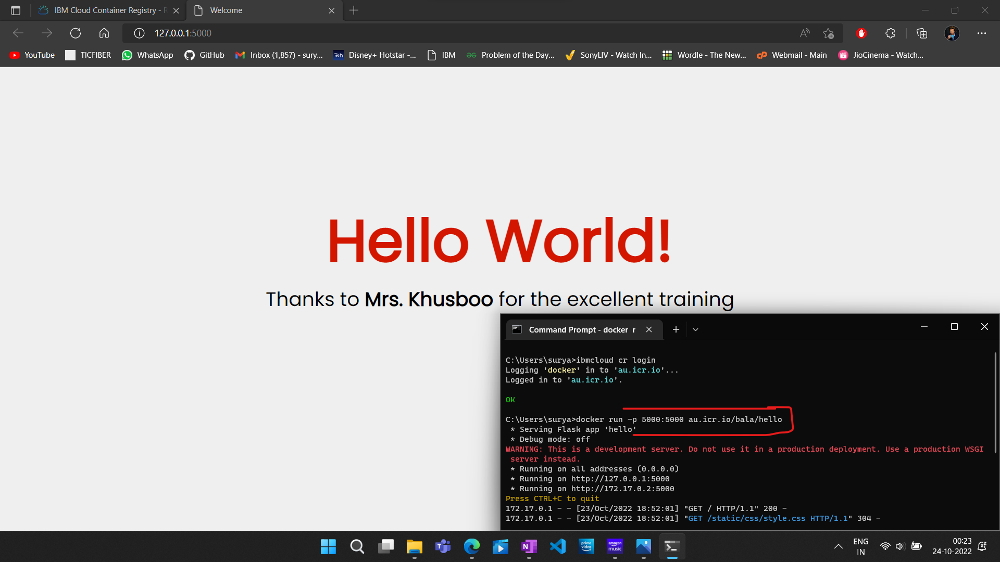 IBM Cloud Container Registry - R
Welcome
127.0.0.1:5000
YouTube
TICFIBER
WhatsApp
GitHub
Inbox (1,857) - sury...
Disney+ Hotstar -...
IBM
Problem of the Day...
SonyLIV - Watch In...
Wordle - The New...
Webmail - Main
JioCinema - Watch...
Hello World!
Thanks to Mrs. Khusboo for the excellent training
Command Prompt - docker  r
C:\Users\surya>ibmcloud cr login
Logging 'docker' in to 'au.icr.io'...
Logged in to 'au.icr.io'.
OK
C:\Users\surya>docker run -p 5000:5000 au.icr.io/bala/hello
* Serving Flask app 'hello'
* Debug mode: off
WARNING: This is a development server. Do not use it in a production deployment. Use a production WSGI
server instead.
* Running on all addresses (0.0.0.0)
* Running on http://127.0.0.1:5000
* Running on http://172.17.0.2:5000
Press CTRL+C to quit
172.17.0.1 - - [23/Oct/2022 18:52:01] "GET / HTTP/1.1" 200 -
172.17.0.1 - - [23/Oct/2022 18:52:01] "GET /static/css/style.css HTTP/1.1" 304 -
prime video
amazon music
ENG
IN
00:23
24-10-2022